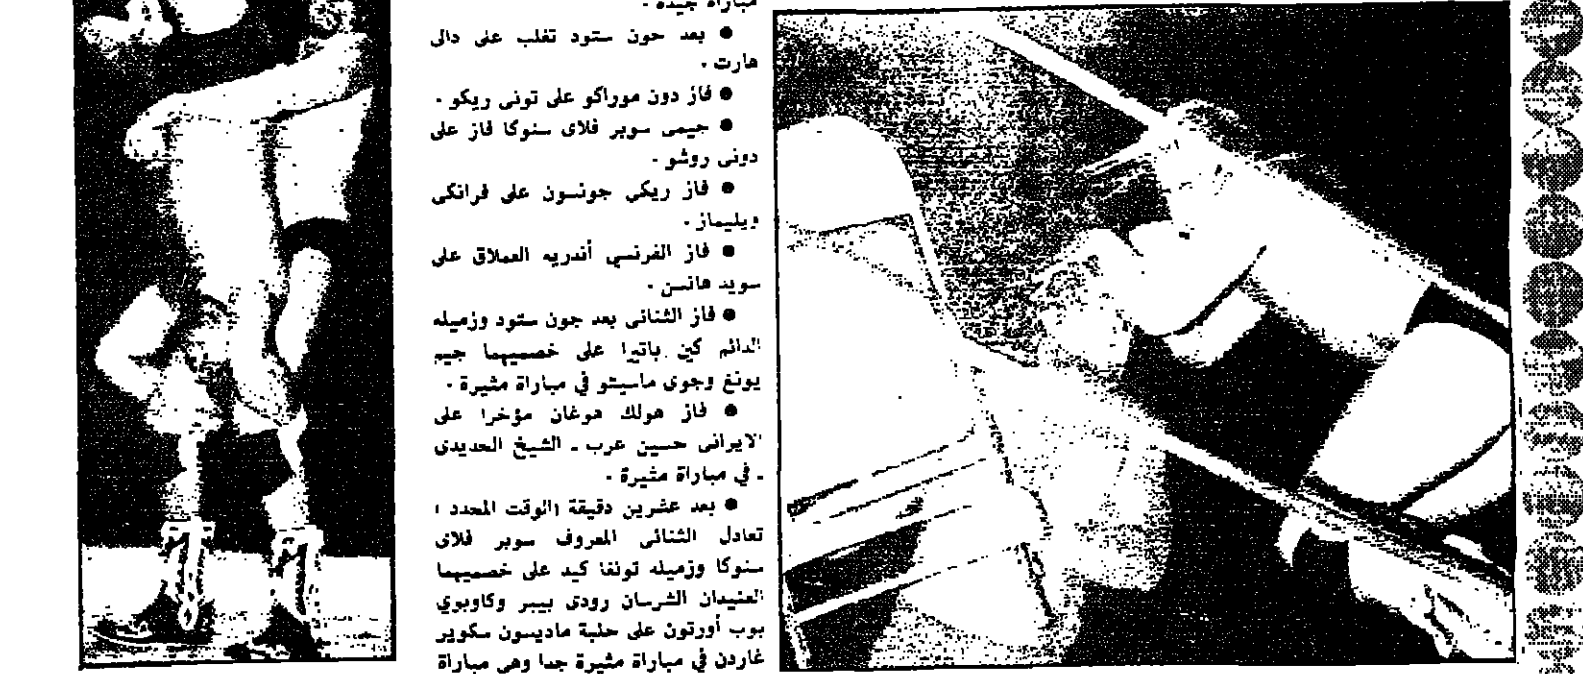 مباراة جيدة .
● بعد حون ستود تغلب على دالى
هارت .
● فاز دون موراكو على تونى ريكو .
● جيمى سوبر فلاى سنوكا فاز على
دونى روشو .
● فاز ريكى جونسون على فرانكى
ويليماز .
● فاز الفرنسي أندريه العملاق على
سويد هانسن .
● فاز الثنائى بعد جون ستود وزميله
الدائم كين باتيرا على خصميهما جيم
يونغ وجوى ماسيتو في مباراة مثيرة .
● فاز هولك هوغان مؤخرا على
الايرانى حسين عرب ـ الشيخ الحديدى
ـ في مباراة مثيرة .
● بعد عشرين دقيقة (الوقت المحدد )
تعادل الثنائى المعروف سوبر فلاى
سنوكا وزميله تونغا كيد على خصميهما
العنيدان الشرسان رودى بيبر وكاوبوي
بوب أورتون على حلبة ماديسون سكوير
غاردن في مباراة مثيرة جدا وهى مباراة